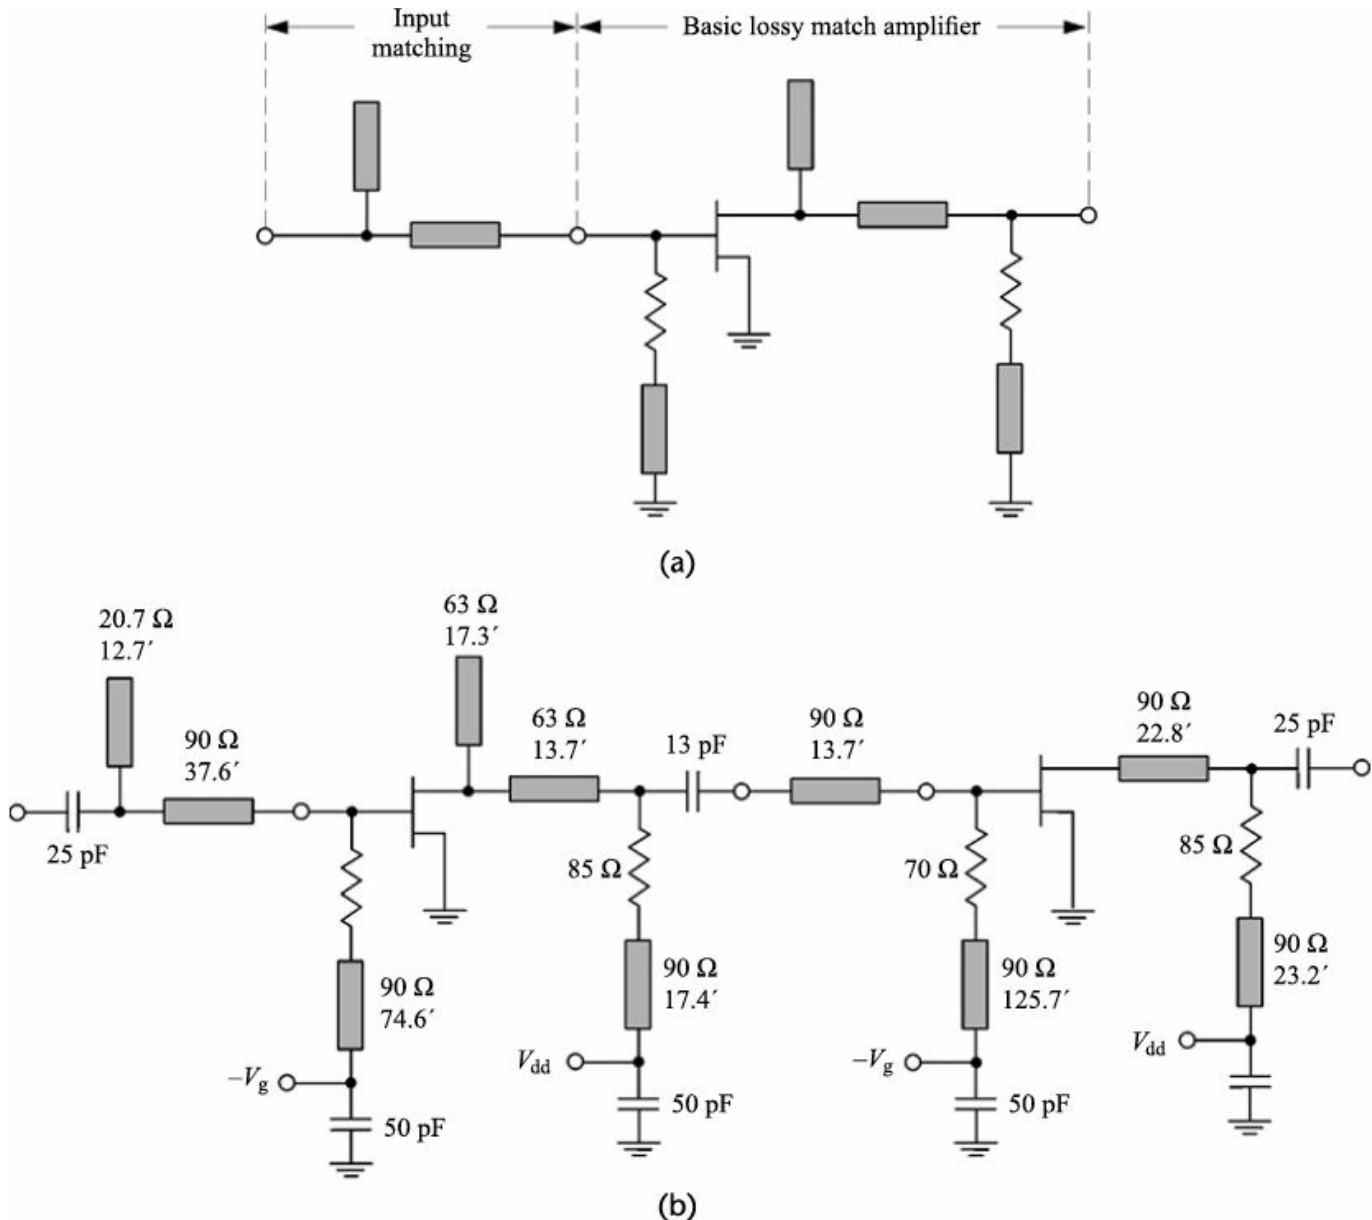 Input
matching
Basic lossy match amplifier
(a)
20.7 Ω
12.7´
90 Ω
37.6´
25 pF
63 Ω
17.3´
63 Ω
13.7´
13 pF
90 Ω
13.7´
90 Ω
22.8´
25 pF
85 Ω
70 Ω
85 Ω
90 Ω
74.6´
90 Ω
17.4´
90 Ω
125.7´
90 Ω
23.2´
−Vg
Vdd
−Vg
Vdd
50 pF
50 pF
50 pF
(b)